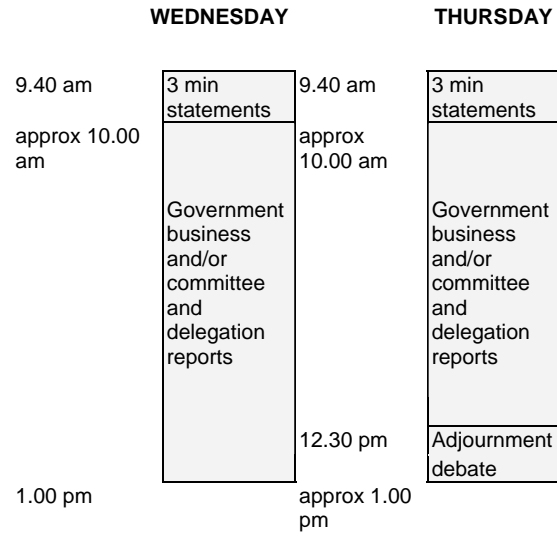 WEDNESDAY THURSDAY
9.40 am 3 min 9.40 am 3 min
statements statements
approx 10.00 approx
am 10.00 am
Government Government
business business
and/or and/or
committee committee
and and
delegation delegation
reports reports
12.30 pm Adjournment
debate
1.00 pm approx 1.00
pm